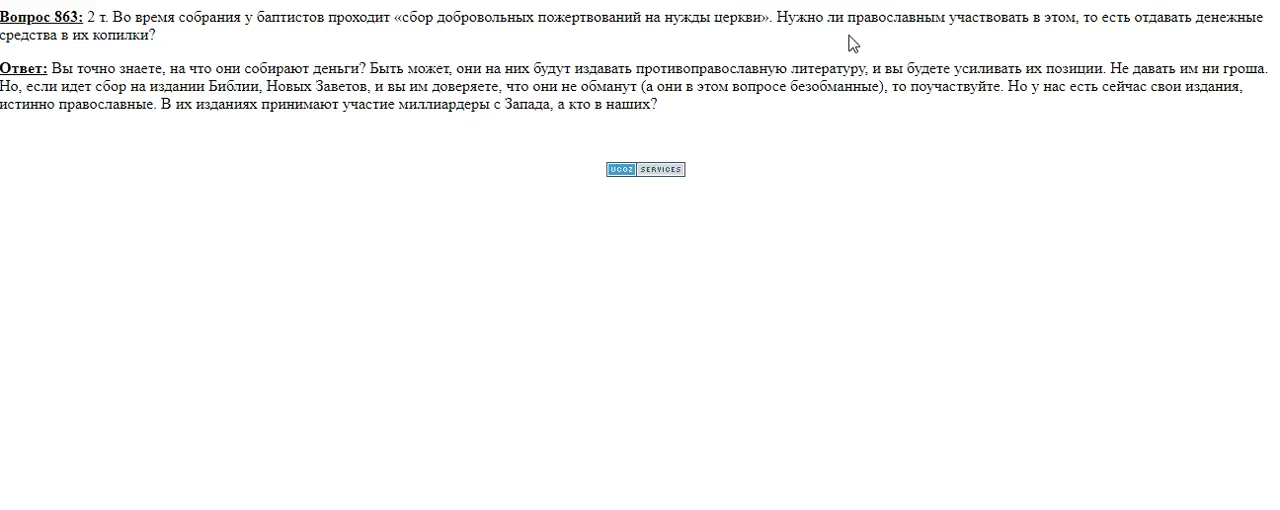 Вопрос 863: 2 т. Во время собрания у баптистов проходит «сбор добровольных пожертвований на нужды церкви». Нужно ли православным участвовать в этом, то есть отдавать денежные
средства в их копилки?
Ответ: Вы точно знаете, на что они собирают деньги? Быть может, они на них будут издавать противоправославную литературу, и вы будете усиливать их позиции. Не давать им ни гроша.
Но, если идет сбор на издании Библии, Новых Заветов, и вы им доверяете, что они не обманут (а они в этом вопросе безобманные), то поучаствуйте. Но у нас есть сейчас свои издания,
истинно православные. В их изданиях принимают участие миллиардеры с Запада, а кто в наших?
UCOZ SERVICES